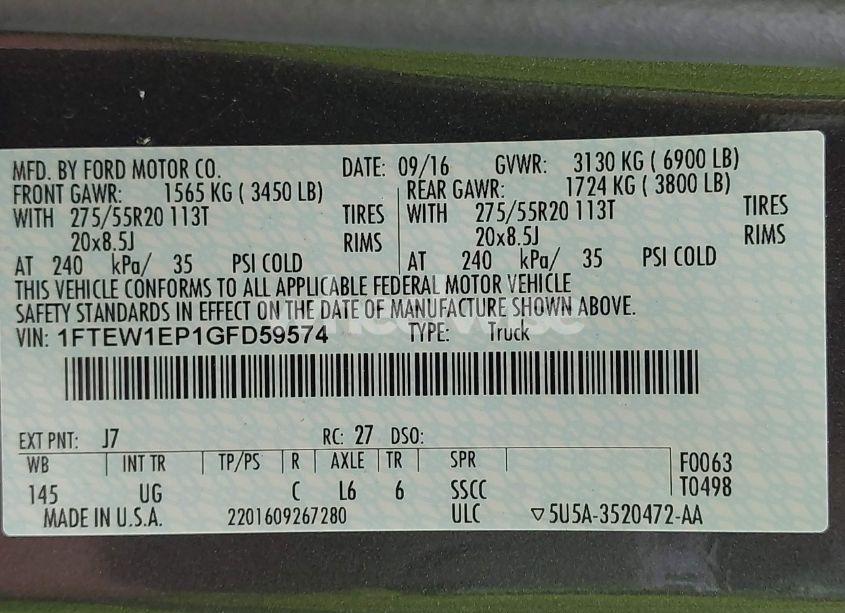 MFD. BY FORD MOTOR CO. DATE: 09/16 GVWR: 3130 KG ( 6900 LB)
FRONT GAWR: 1565 KG ( 3450 LB) REAR GAWR: 1724 KG ( 3800 LB)
WITH 275/55R20 113T TIRES WITH 275/55R20 113T TIRES
20x8.5J RIMS 20x8.5J RIMS
AT 240 kPa/ 35 PSI COLD AT 240 kPa/ 35 PSI COLD
THIS VEHICLE CONFORMS TO ALL APPLICABLE FEDERAL MOTOR VEHICLE
SAFETY STANDARDS IN EFFECT ON THE DATE OF MANUFACTURE SHOWN ABOVE.
VIN: 1FTEW1EP1GFD59574 TYPE: Truck
EXT PNT: J7 RC: 27 DSO:
WB INT TR TP/PS R AXLE TR SPR F0063
145 UG C L6 6 SSCC T0498
MADE IN U.S.A. 2201609267280 ULC ▽5U5A-3520472-AA